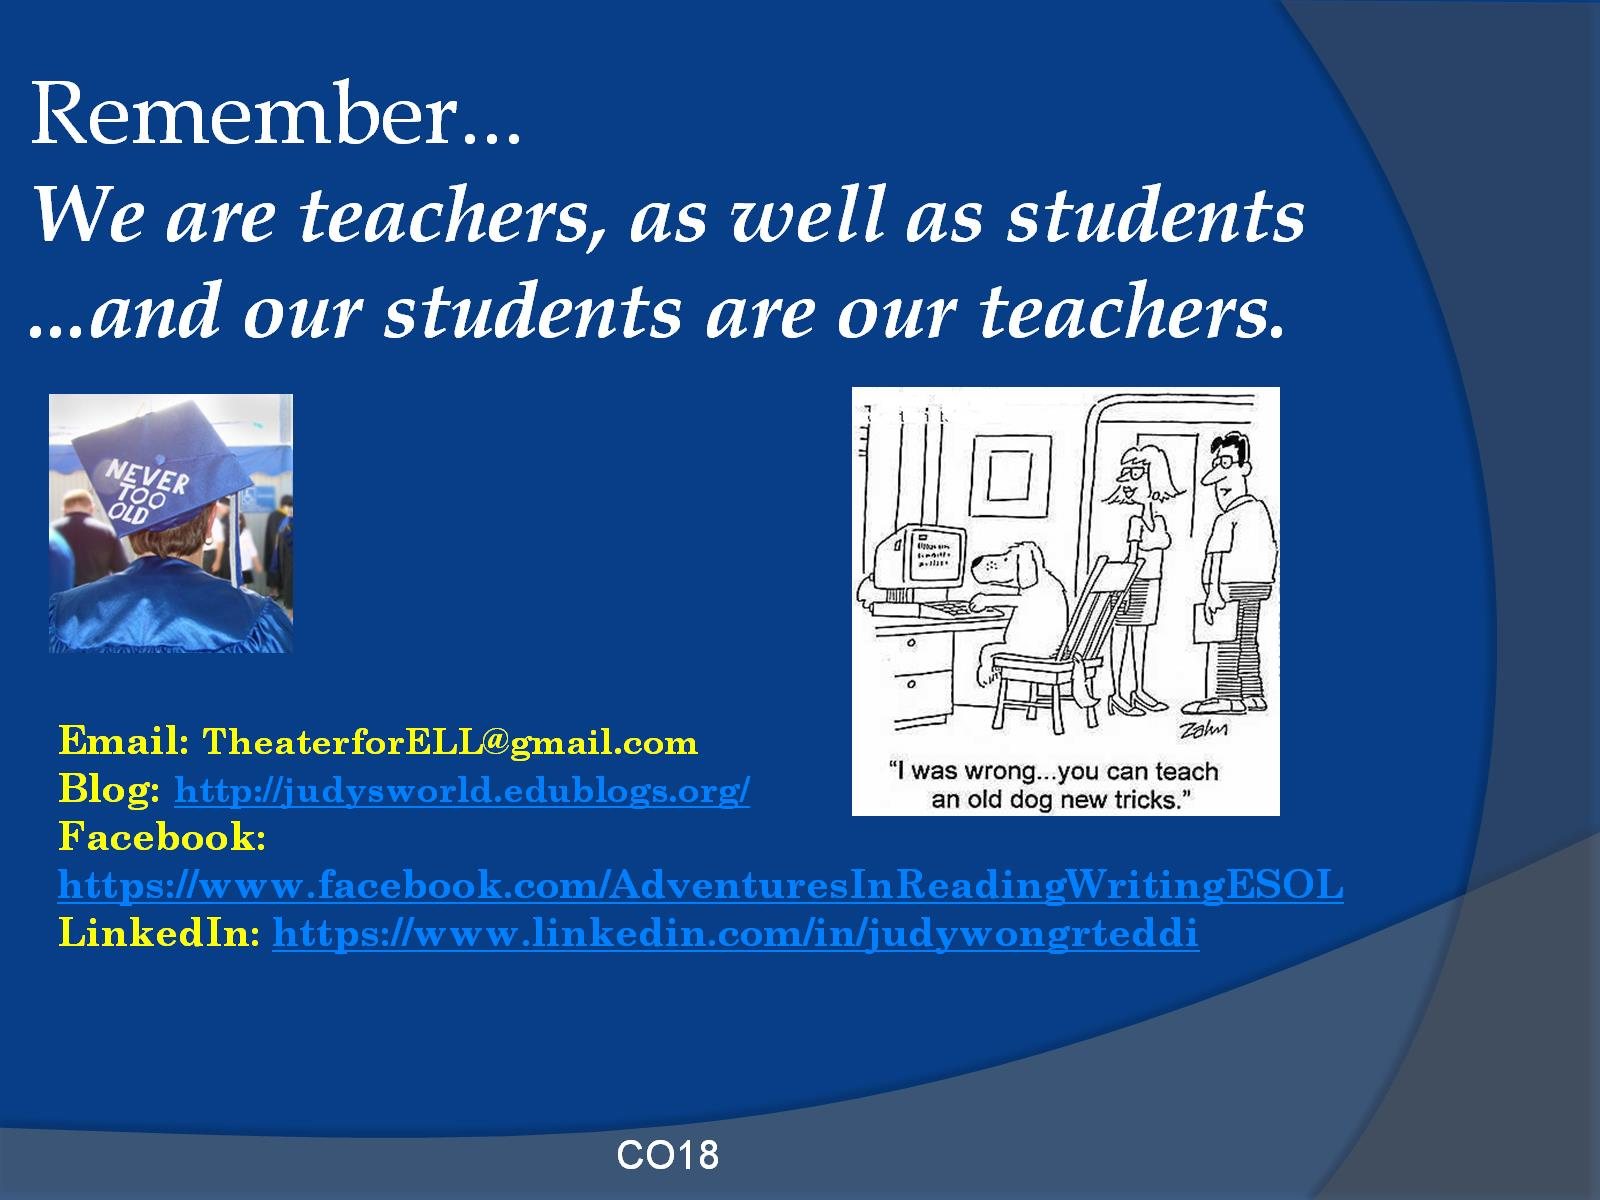 Remember...
We are teachers, as well as students
...and our students are our teachers.
NEVER
TOO
OLD
Zahn
"I was wrong...you can teach
an old dog new tricks."
Email: TheaterforELL@gmail.com
Blog: http://judysworld.edublogs.org/
Facebook:
https://www.facebook.com/AdventuresInReadingWritingESOL
LinkedIn: https://www.linkedin.com/in/judywongrteddi
CO18